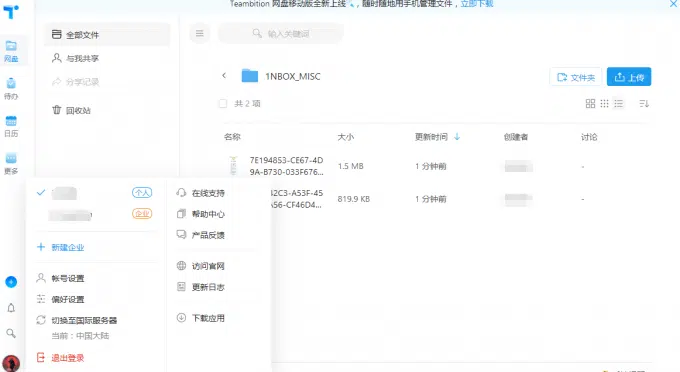 Teambition 网盘移动版全新上线🔍，随时随地用手机管理文件，立即下载
网盘
待办
日历
更多
全部文件
与我共享
分享记录
回收站
输入关键词
1NBOX_MISC
文件夹
上传
共 2 项
名称 大小 更新时间 创建者 讨论
7E194853-CE67-4D
9A-B730-033F676...
1.5 MB 1 分钟前 -
2C3-A53F-45
A56-CF46D4...
819.9 KB 1 分钟前 -
个人
企业
新建企业
帐号设置
偏好设置
切换至国际服务器
当前：中国大陆
退出登录
在线支持
帮助中心
产品反馈
访问官网
更新日志
下载应用